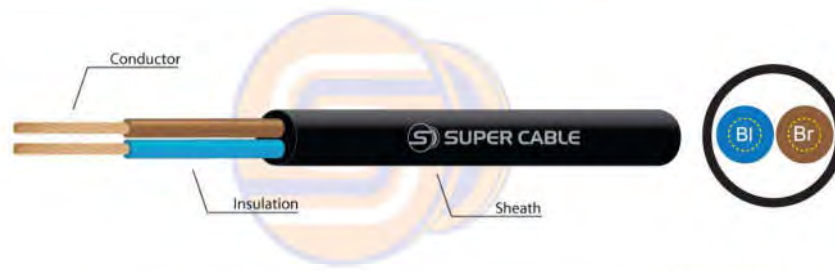 Conductor
SUPER CABLE
Bl
Br
Insulation
Sheath